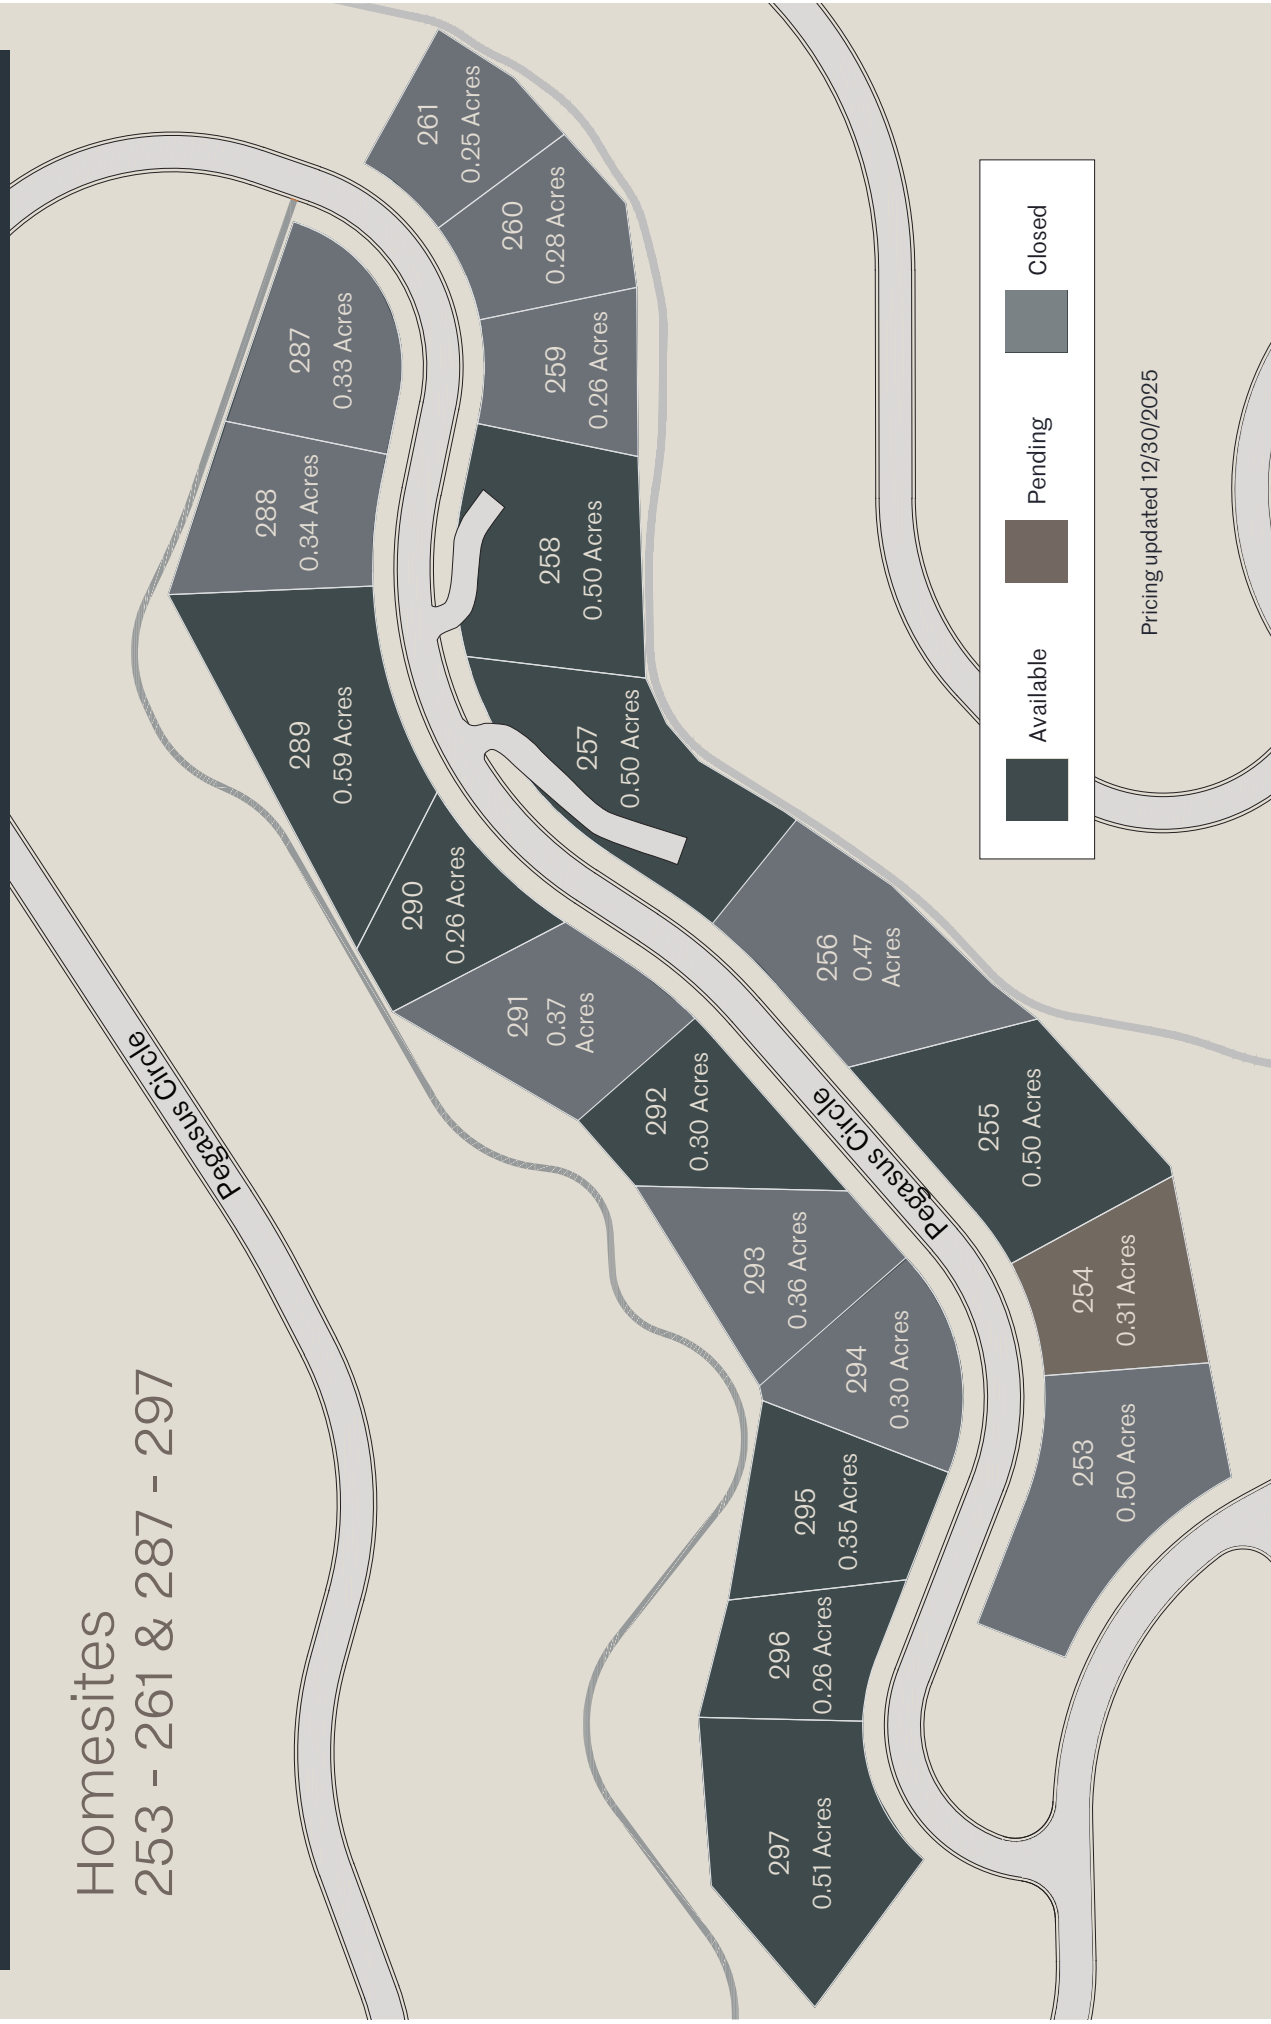 Homesites
253 - 261 & 287 - 297
Pegasus Circle
287
0.33 Acres
288
0.34 Acres
289
0.59 Acres
290
0.26 Acres
291
0.37
Acres
292
0.30 Acres
293
0.36 Acres
294
0.30 Acres
295
0.35 Acres
296
0.26 Acres
297
0.51 Acres
Pegasus Circle
261
0.25 Acres
260
0.28 Acres
259
0.26 Acres
258
0.50 Acres
257
0.50 Acres
256
0.47
Acres
255
0.50 Acres
254
0.31 Acres
253
0.50 Acres
Available
Pending
Closed
Pricing updated 12/30/2025